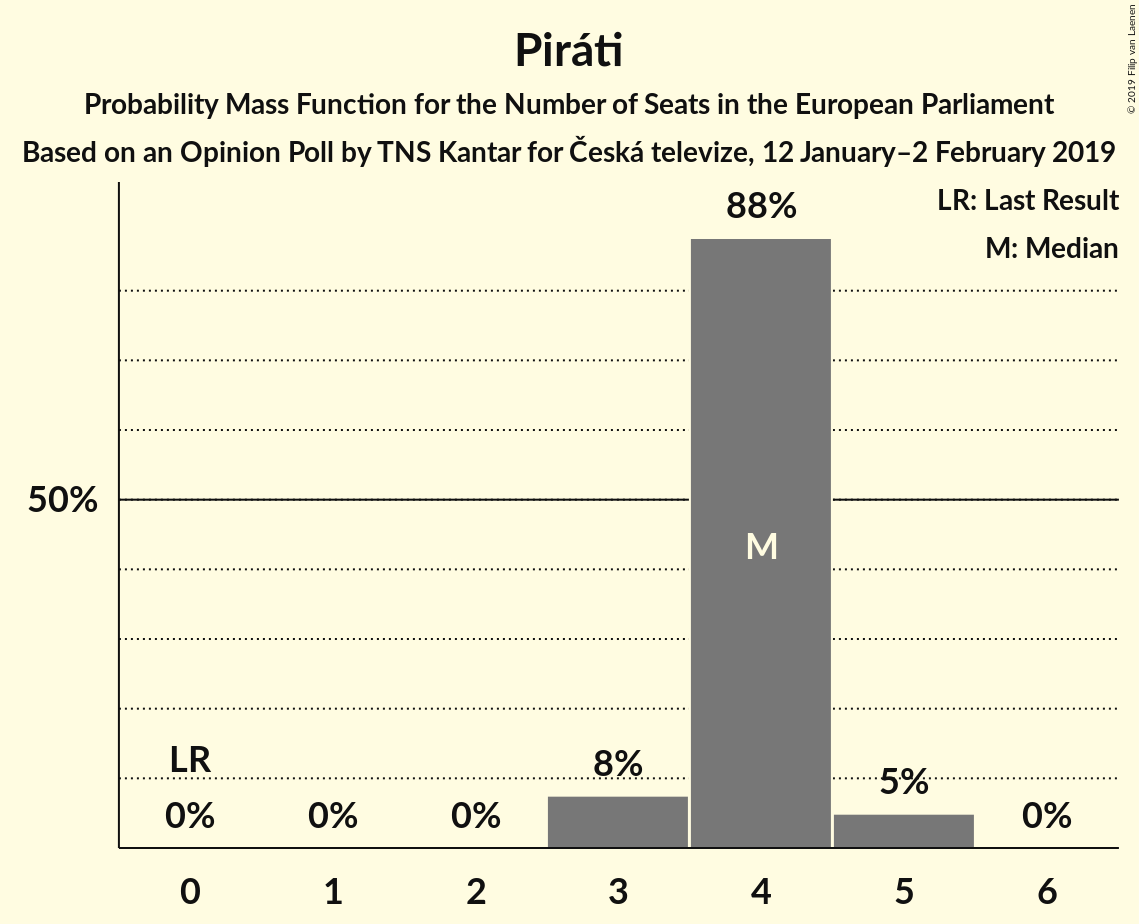 Piráti
Probability Mass Function for the Number of Seats in the European Parliament
Based on an Opinion Poll by TNS Kantar for Česká televize, 12 January–2 February 2019
© 2019 Filip van Laenen
LR: Last Result
M: Median
88%
50%
M
LR
8%
5%
0%
0%
0%
0%
0
1
2
3
4
5
6